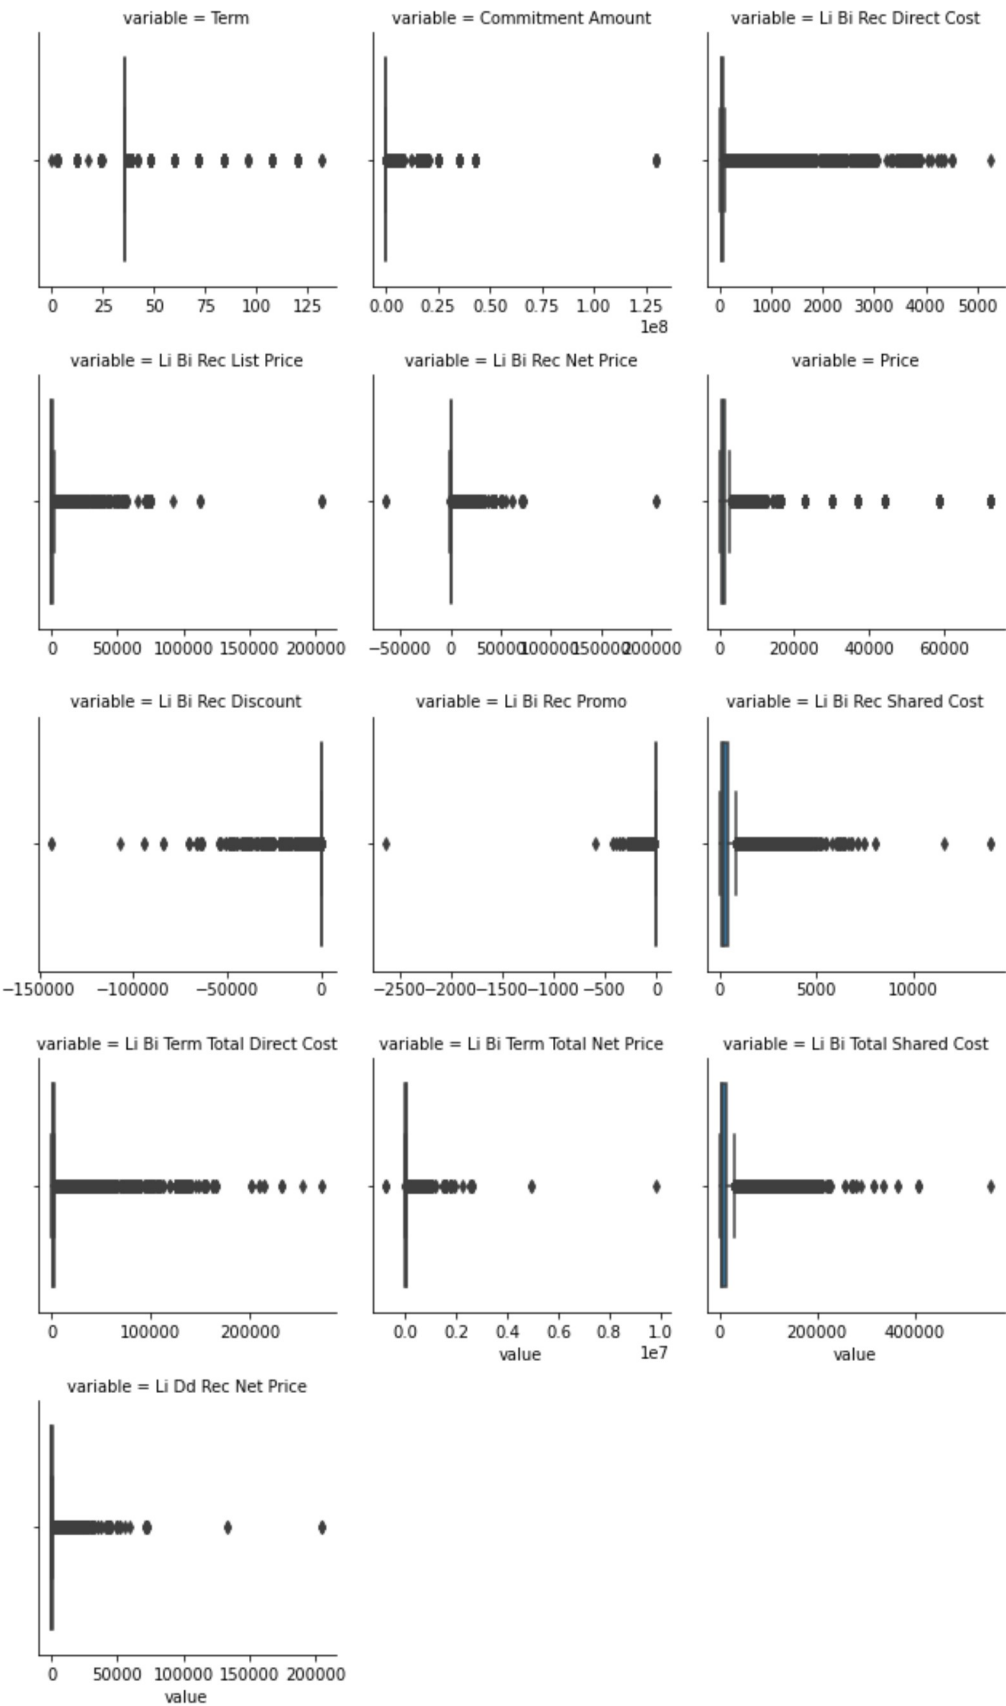 variable = Term
variable = Commitment Amount
variable = Li Bi Rec Direct Cost
0 25 50 75 100 125
0.00 0.25 0.50 0.75 1.00 1.25
1e8
0 1000 2000 3000 4000 5000
variable = Li Bi Rec List Price
variable = Li Bi Rec Net Price
variable = Price
0 50000 100000 150000 200000
−50000 0 50000 100000 150000 200000
0 20000 40000 60000
variable = Li Bi Rec Discount
variable = Li Bi Rec Promo
variable = Li Bi Rec Shared Cost
−150000 −100000 −50000 0
−2500 −2000 −1500 −1000 −500 0
0 5000 10000
variable = Li Bi Term Total Direct Cost
variable = Li Bi Term Total Net Price
variable = Li Bi Total Shared Cost
0 100000 200000
0.0 0.2 0.4 0.6 0.8 1.0
1e7
value
0 200000 400000
value
variable = Li Dd Rec Net Price
0 50000 100000 150000 200000
value